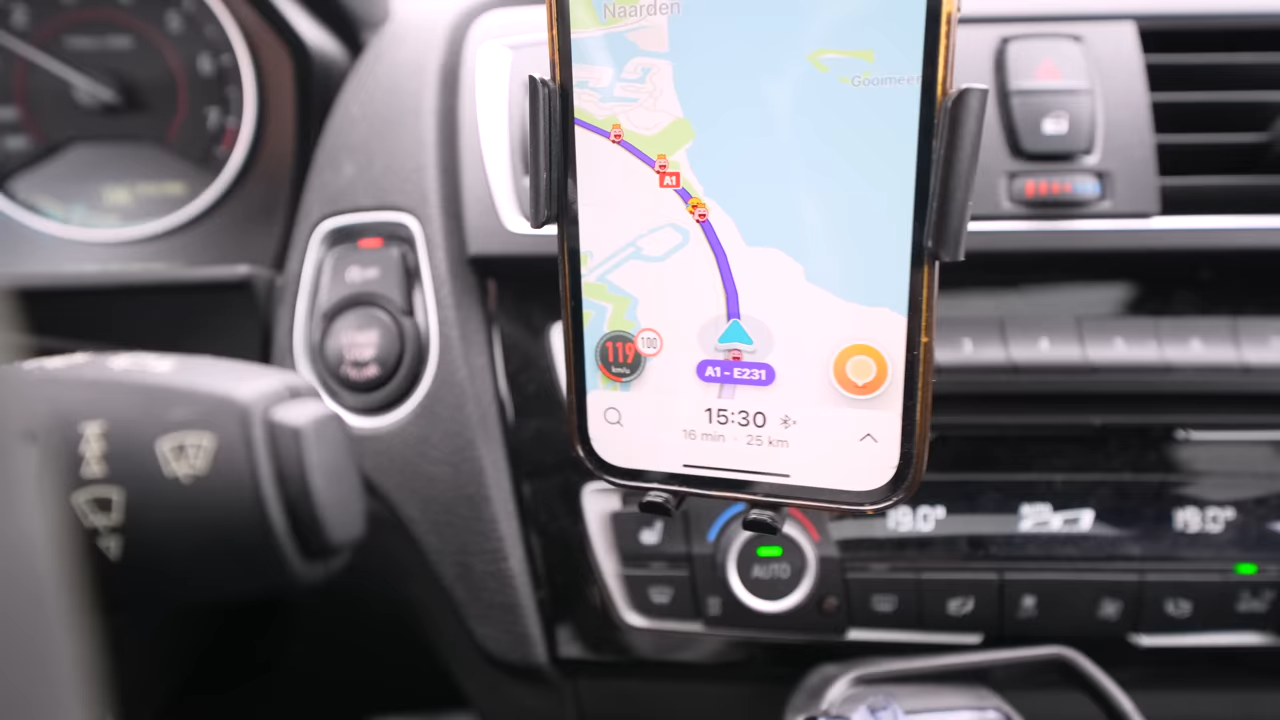 Naarden
Gooimeer
A1
119
km/u
100
A1 - E231
15:30
16 min · 25 km
19.0°
19.0°
AUTO
7